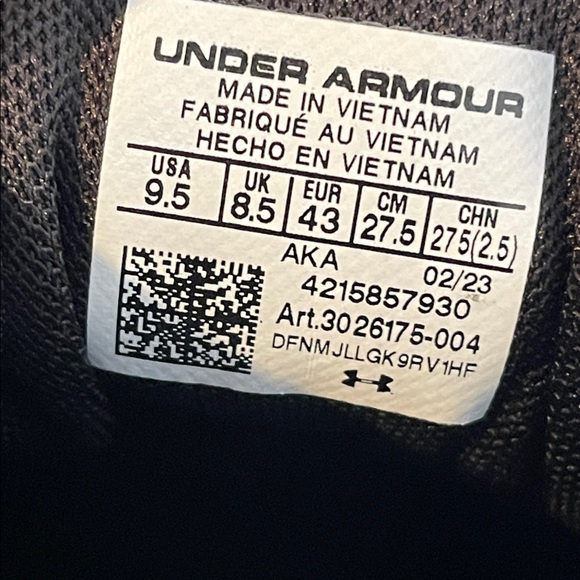 UNDER ARMOUR
MADE IN VIETNAM
FABRIQUÉ AU VIETNAM
HECHO EN VIETNAM
USA UK EUR CM CHN
9.5 8.5 43 27.5 275(2.5)
AKA 02/23
4215857930
Art.3026175-004
DFNMJLLGK9RV1HF